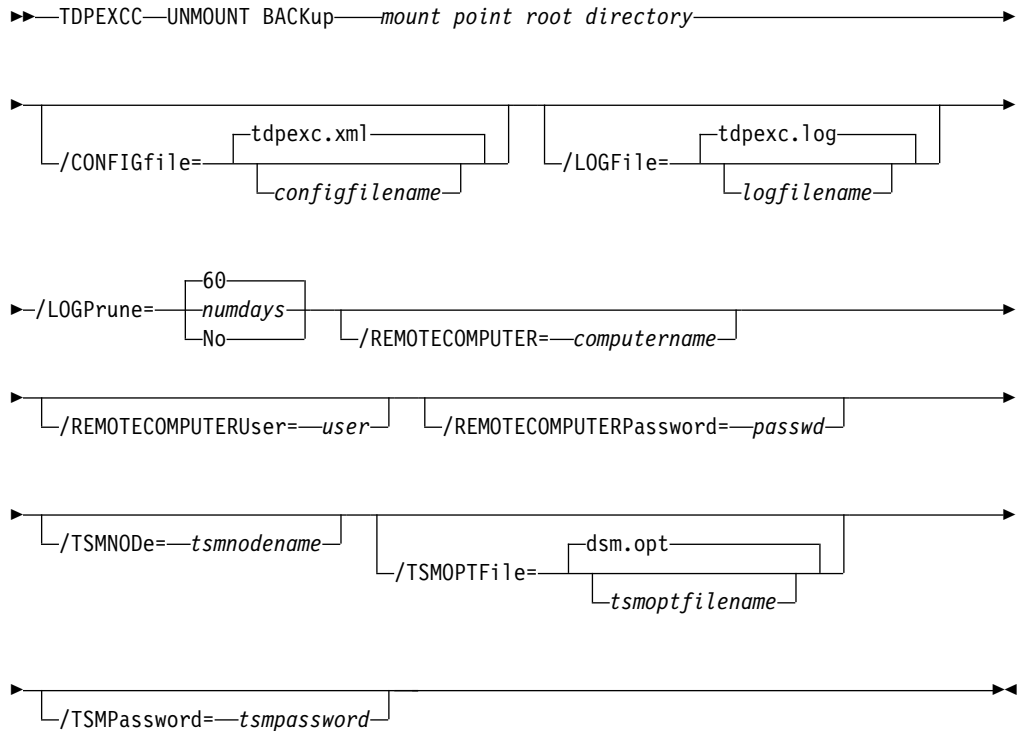 TDPEXCC UNMOUNT BACKup mount point root directory
tdpexc.xml
/CONFIGfile=
configfilename
tdpexc.log
/LOGFile=
logfilename
60
/LOGPrune= numdays
No
/REMOTECOMPUTER= computername
/REMOTECOMPUTERUser= user
/REMOTECOMPUTERPassword= passwd
/TSMNODe= tsmnodename
dsm.opt
/TSMOPTFile=
tsmoptfilename
/TSMPassword= tsmpassword